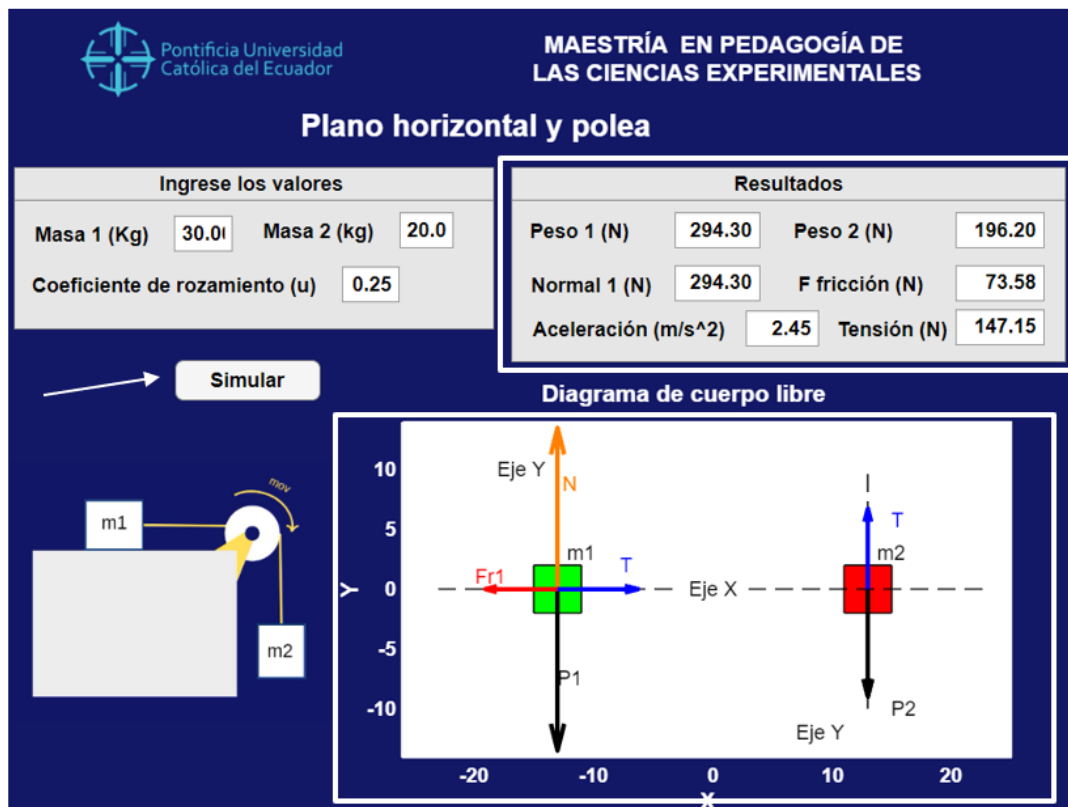 Pontificia Universidad
Católica del Ecuador
MAESTRÍA EN PEDAGOGÍA DE
LAS CIENCIAS EXPERIMENTALES
Plano horizontal y polea
Ingrese los valores
Masa 1 (Kg) 30.00 Masa 2 (kg) 20.0
Coeficiente de rozamiento (u) 0.25
Resultados
Peso 1 (N) 294.30 Peso 2 (N) 196.20
Normal 1 (N) 294.30 F fricción (N) 73.58
Aceleración (m/s^2) 2.45 Tensión (N) 147.15
Simular
Diagrama de cuerpo libre
mov
m1
m2
Eje Y
N
m1
Fr1
T
P1
Eje X
T
m2
P2
Eje Y
10
5
0
-5
-10
Y
-20 -10 0 10 20
X